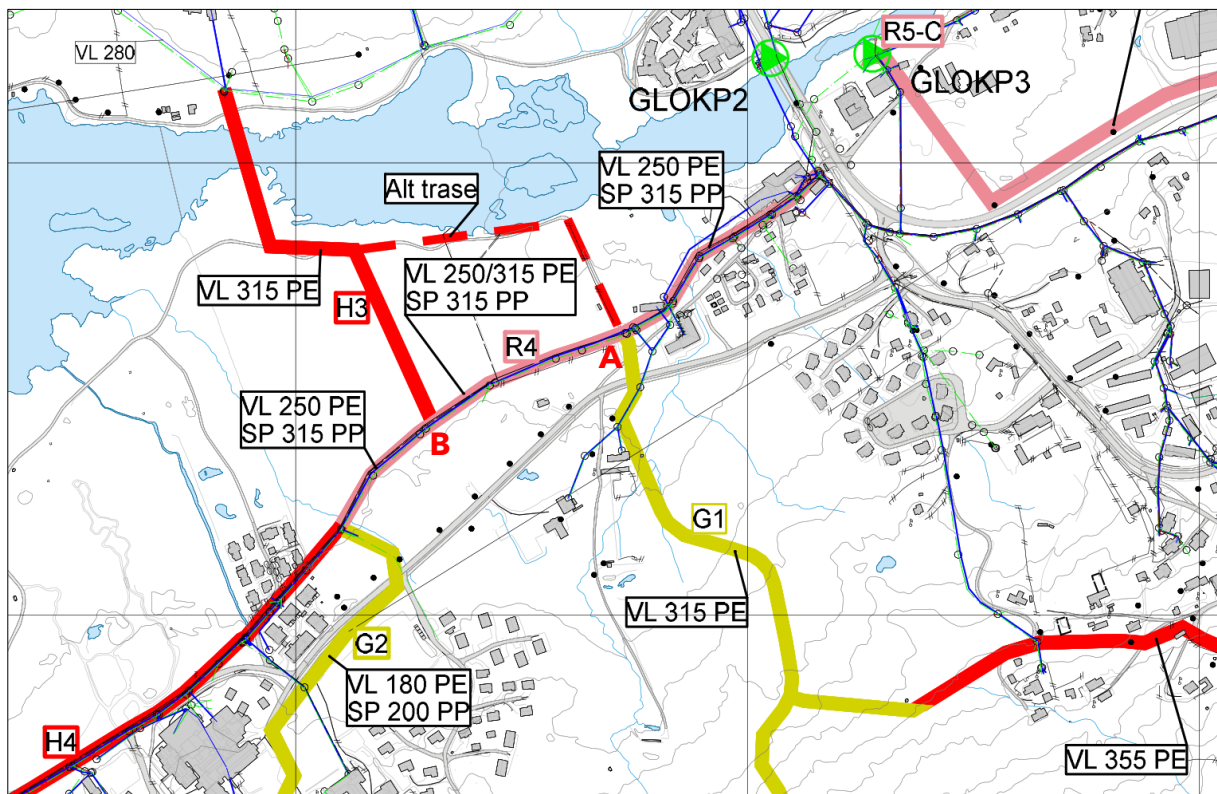 R5-C
VL 280
GLOKP2
GLOKP3
VL 250 PE
SP 315 PP
Alt trase
VL 250/315 PE
SP 315 PP
VL 315 PE
H3
R4
A
VL 250 PE
SP 315 PP
B
G1
VL 315 PE
G2
VL 180 PE
SP 200 PP
H4
VL 355 PE